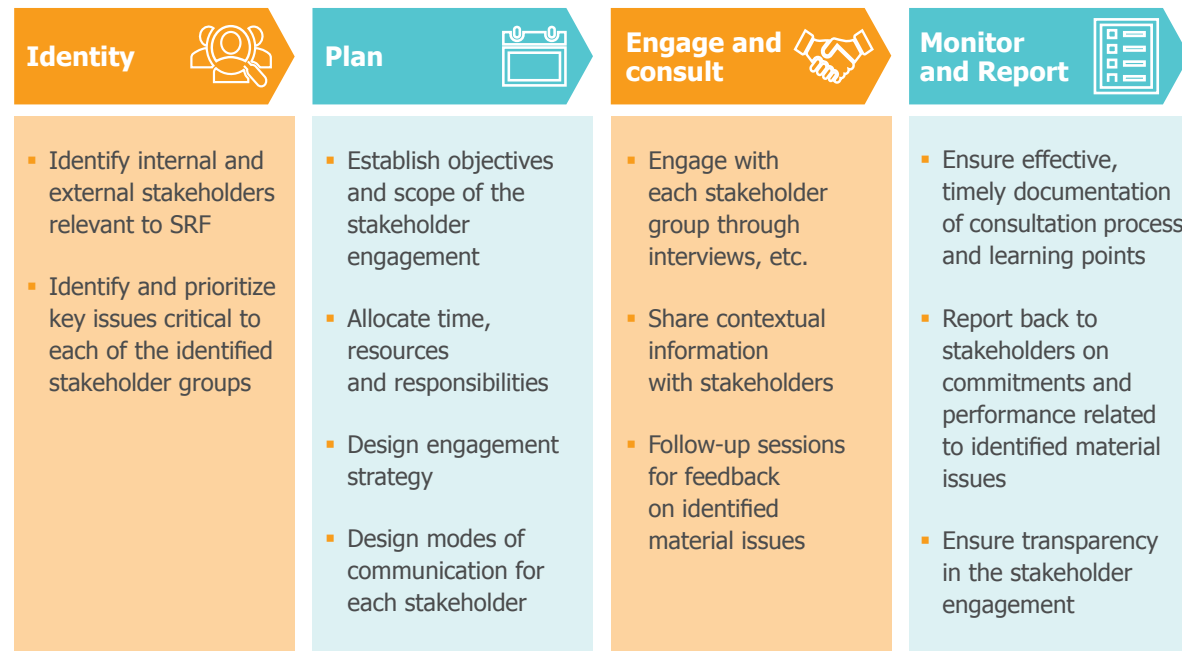 Identity
▪ Identify internal and
external stakeholders
relevant to SRF
▪ Identify and prioritize
key issues critical to
each of the identified
stakeholder groups
Plan
▪ Establish objectives
and scope of the
stakeholder
engagement
▪ Allocate time,
resources
and responsibilities
▪ Design engagement
strategy
▪ Design modes of
communication for
each stakeholder
Engage and
consult
▪ Engage with
each stakeholder
group through
interviews, etc.
▪ Share contextual
information
with stakeholders
▪ Follow-up sessions
for feedback
on identified
material issues
Monitor
and Report
▪ Ensure effective,
timely documentation
of consultation process
and learning points
▪ Report back to
stakeholders on
commitments and
performance related
to identified material
issues
▪ Ensure transparency
in the stakeholder
engagement